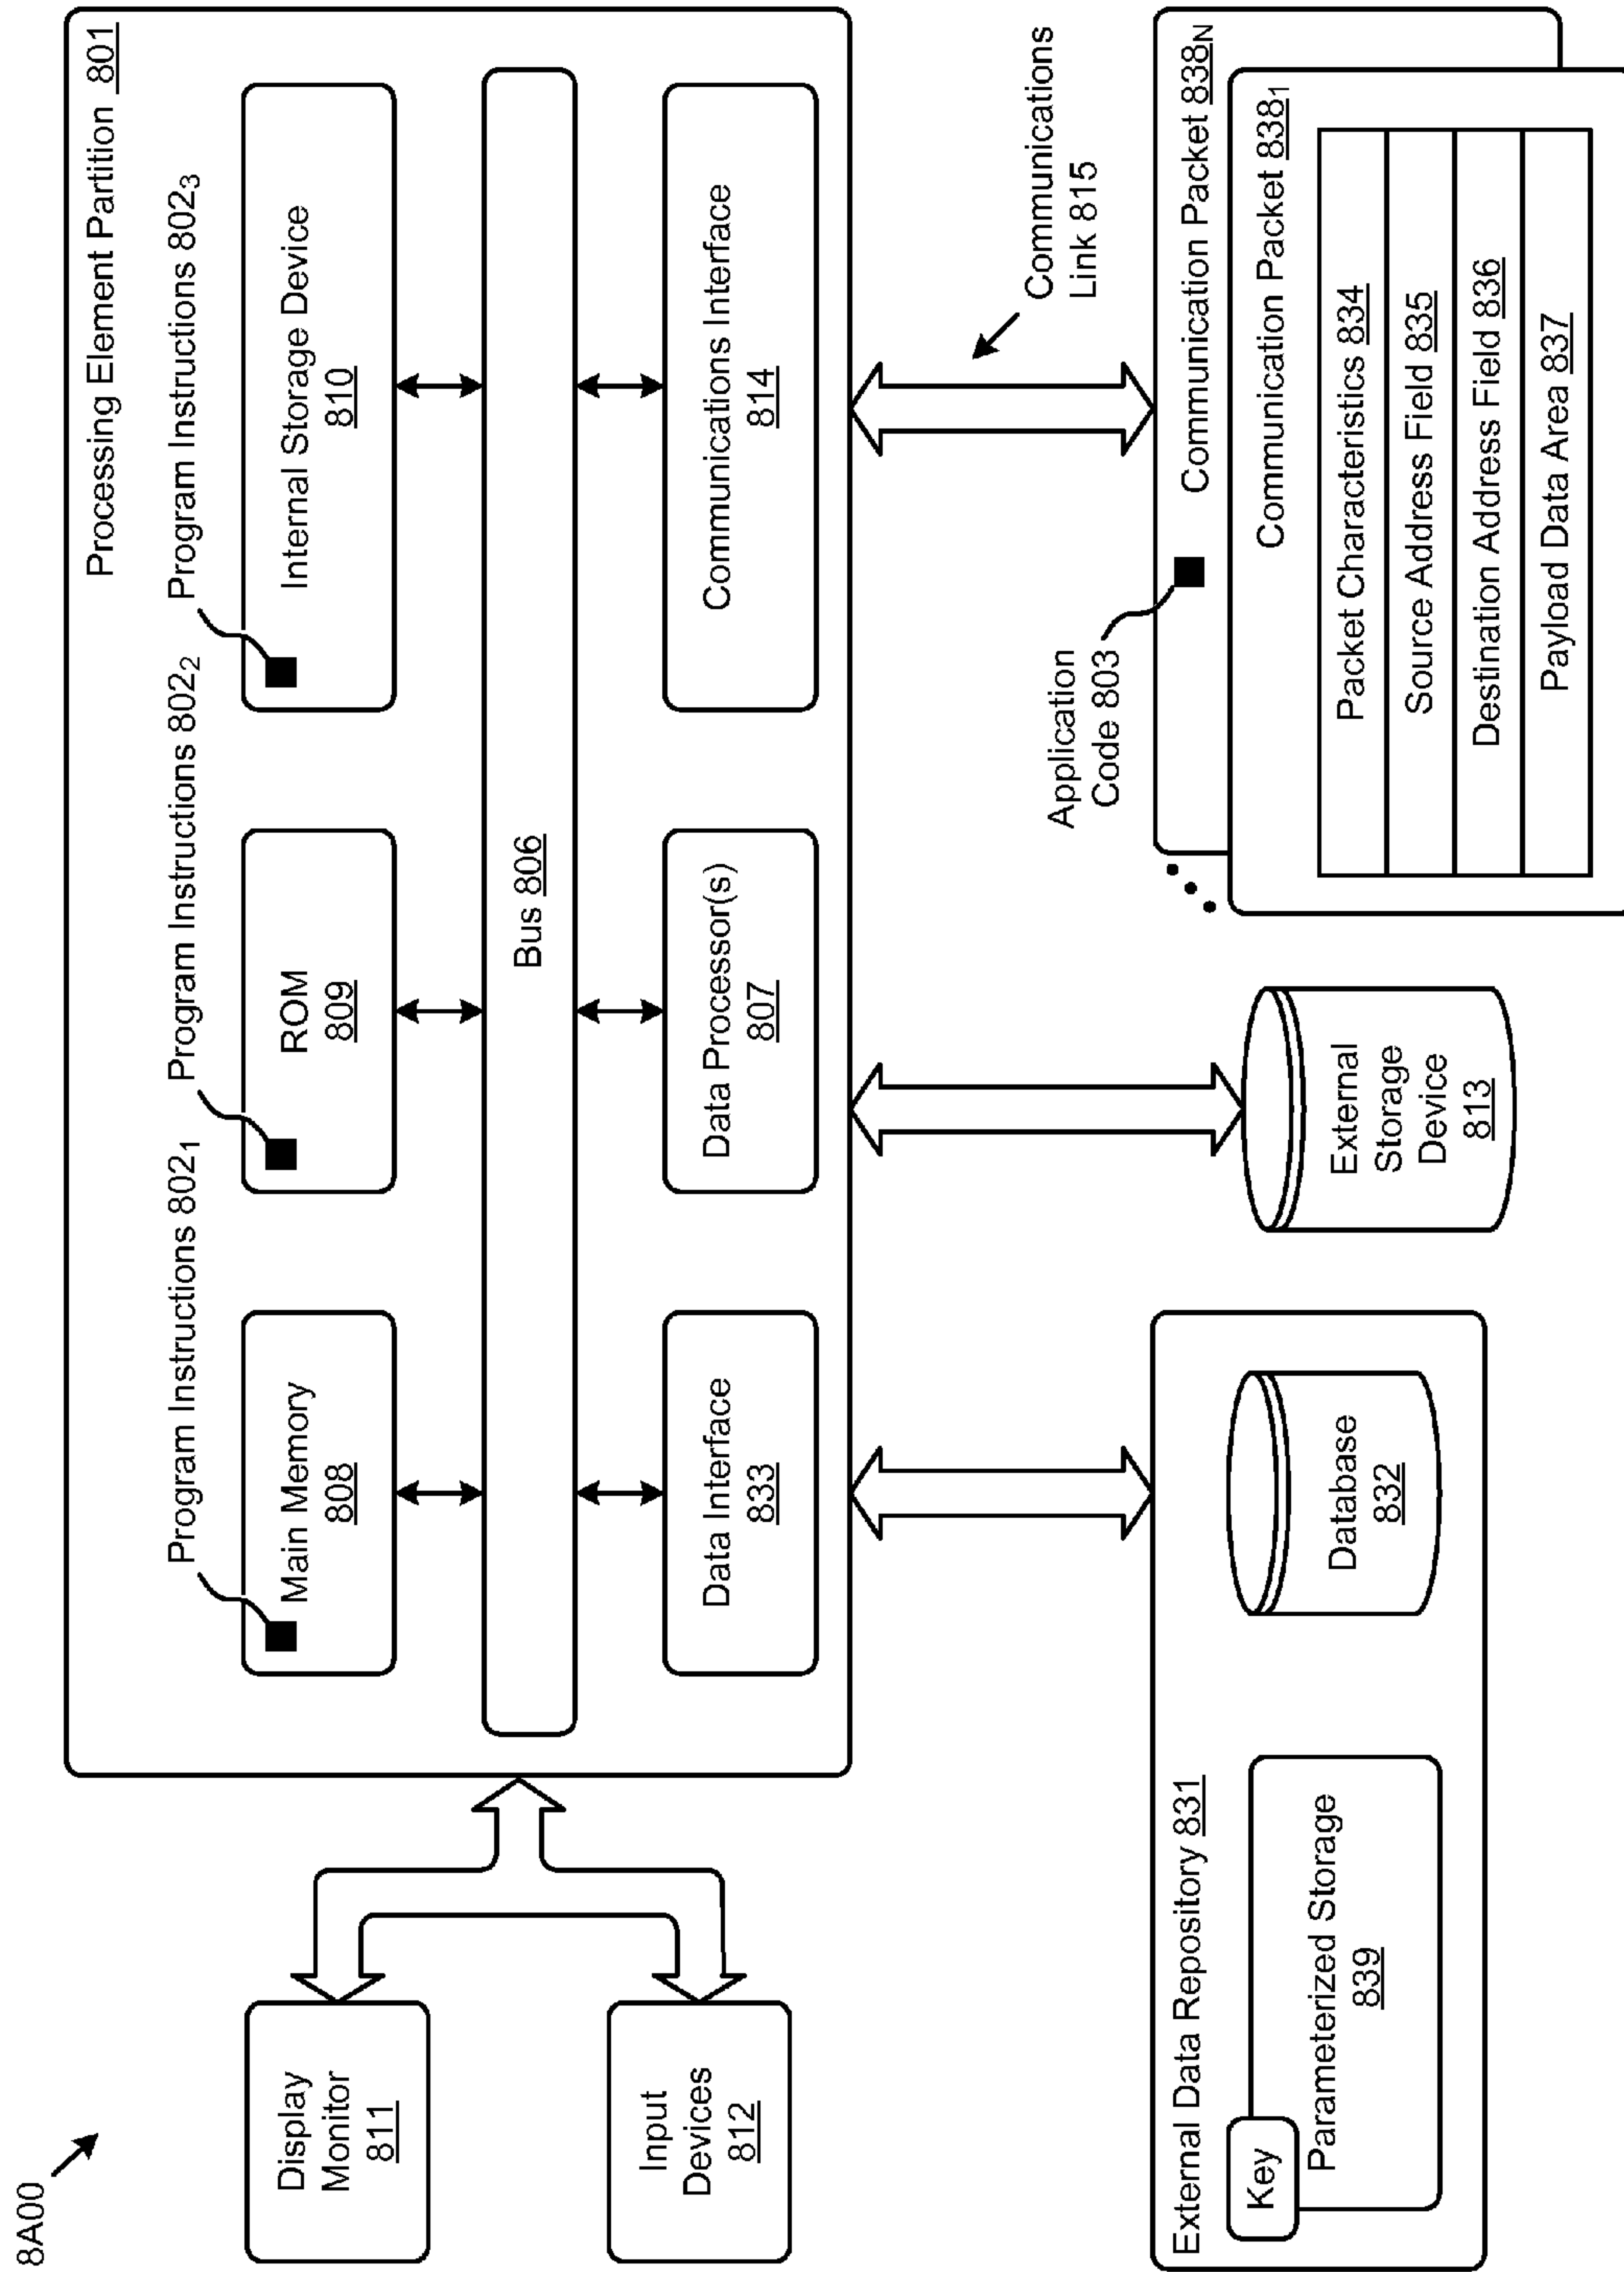 8A00
Processing Element Partition 801
Program Instructions 802₁
Program Instructions 802₂
Program Instructions 802₃
Main Memory
808
ROM
809
Internal Storage Device
810
Display
Monitor
811
Bus 806
Input
Devices
812
Data Interface
833
Data Processor(s)
807
Communications Interface
814
Communications
Link 815
Application
Code 803
External Data Repository 831
Key
Parameterized Storage
839
Database
832
External
Storage
Device
813
Communication Packet 838N
Communication Packet 838₁
Packet Characteristics 834
Source Address Field 835
Destination Address Field 836
Payload Data Area 837